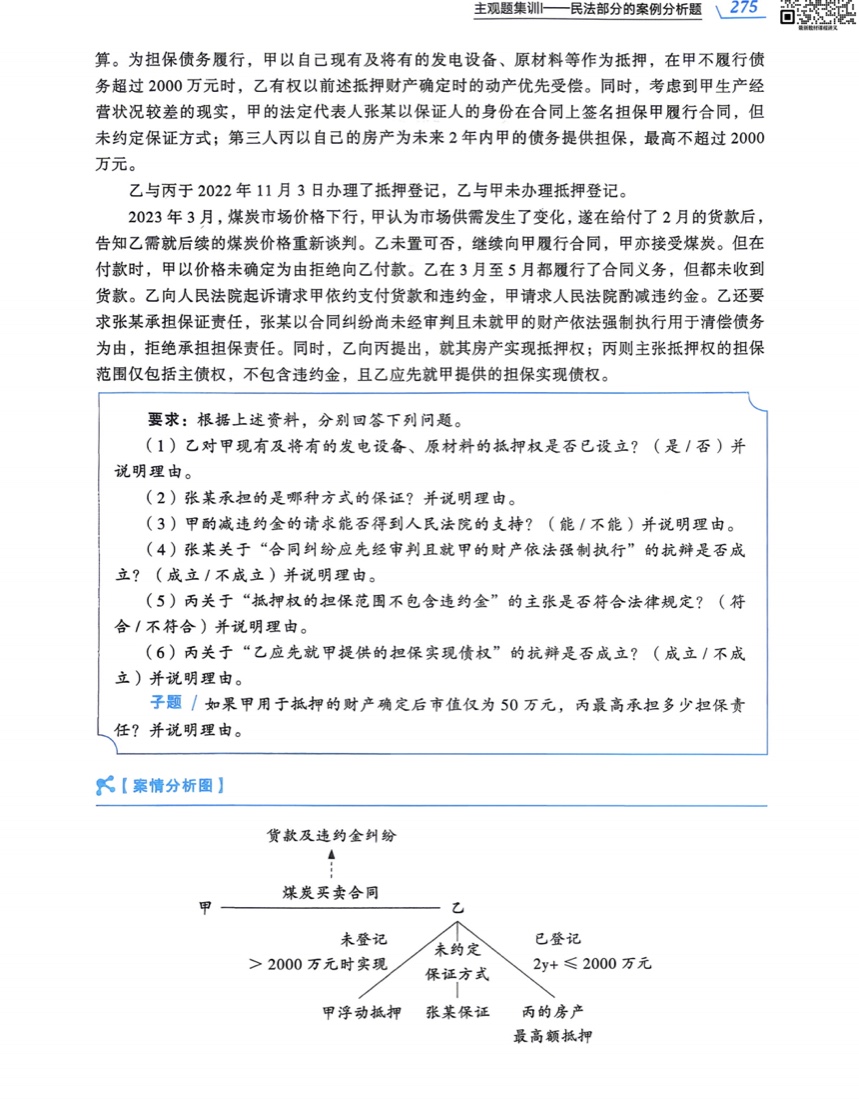 主观题集训Ⅰ——民法部分的案例分析题 275
算。为担保债务履行，甲以自己现有及将有的发电设备、原材料等作为抵押，在甲不履行债
务超过 2000 万元时，乙有权以前述抵押财产确定时的动产优先受偿。同时，考虑到甲生产经
营状况较差的现实，甲的法定代表人张某以保证人的身份在合同上签名担保甲履行合同，但
未约定保证方式；第三人丙以自己的房产为未来 2 年内甲的债务提供担保，最高不超过 2000
万元。
乙与丙于 2022 年 11 月 3 日办理了抵押登记，乙与甲未办理抵押登记。
2023 年 3 月，煤炭市场价格下行，甲认为市场供需发生了变化，遂在给付了 2 月的货款后，
告知乙需就后续的煤炭价格重新谈判。乙未置可否，继续向甲履行合同，甲亦接受煤炭。但在
付款时，甲以价格未确定为由拒绝向乙付款。乙在 3 月至 5 月都履行了合同义务，但都未收到
货款。乙向人民法院起诉请求甲依约支付货款和违约金，甲请求人民法院酌减违约金。乙还要
求张某承担保证责任，张某以合同纠纷尚未经审判且未就甲的财产依法强制执行用于清偿债务
为由，拒绝承担担保责任。同时，乙向丙提出，就其房产实现抵押权；丙则主张抵押权的担保
范围仅包括主债权，不包含违约金，且乙应先就甲提供的担保实现债权。
要求：根据上述资料，分别回答下列问题。
（1）乙对甲现有及将有的发电设备、原材料的抵押权是否已设立？（是 / 否）并
说明理由。
（2）张某承担的是哪种方式的保证？并说明理由。
（3）甲酌减违约金的请求能否得到人民法院的支持？（能 / 不能）并说明理由。
（4）张某关于“合同纠纷应先经审判且就甲的财产依法强制执行”的抗辩是否成
立？（成立 / 不成立）并说明理由。
（5）丙关于“抵押权的担保范围不包含违约金”的主张是否符合法律规定？（符
合 / 不符合）并说明理由。
（6）丙关于“乙应先就甲提供的担保实现债权”的抗辩是否成立？（成立 / 不成
立）并说明理由。
子题 / 如果甲用于抵押的财产确定后市值仅为 50 万元，丙最高承担多少担保责
任？并说明理由。
【案情分析图】
货款及违约金纠纷
煤炭买卖合同
甲 乙
未登记 未约定 已登记
> 2000 万元时实现 保证方式 2y+ ≤ 2000 万元
甲浮动抵押 张某保证 丙的房产
最高额抵押